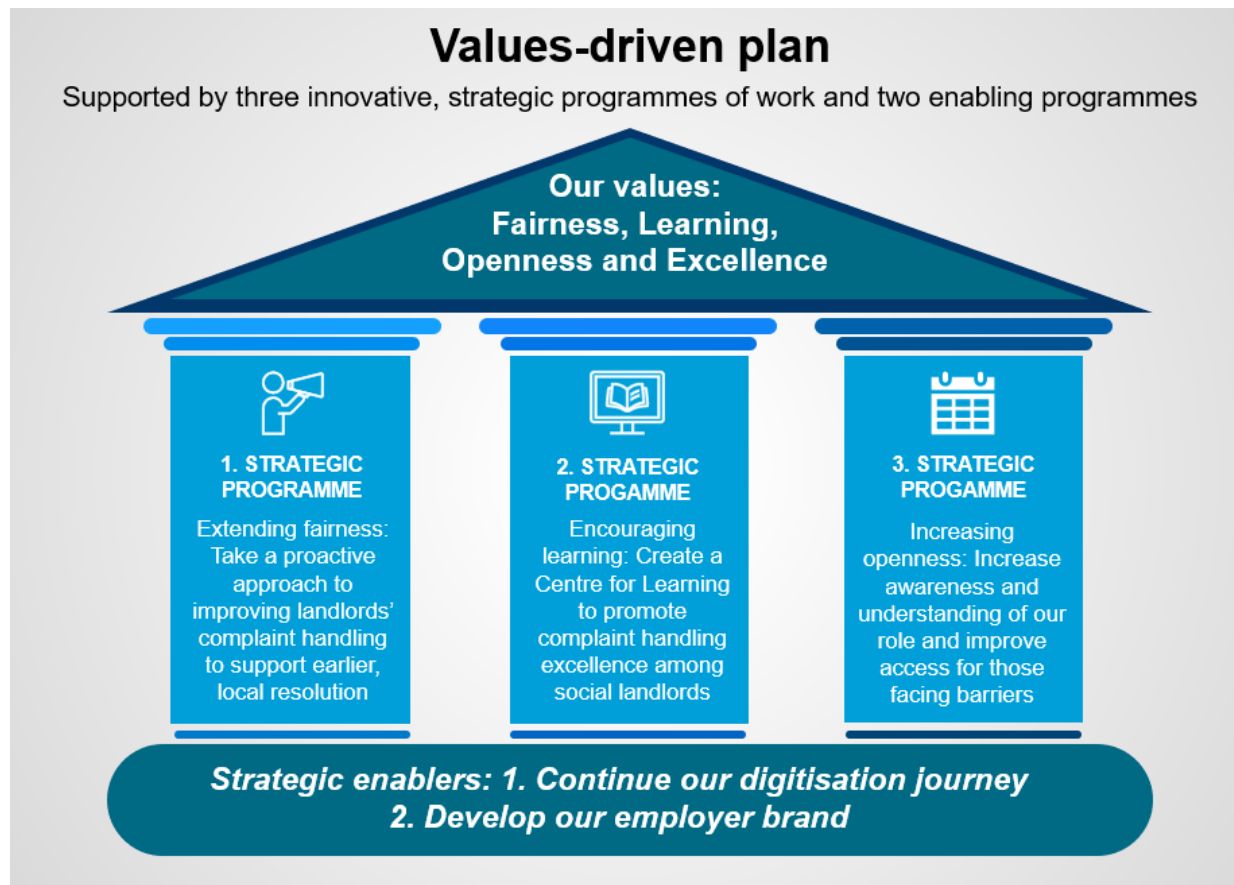 Values-driven plan
Supported by three innovative, strategic programmes of work and two enabling programmes
Our values:
Fairness, Learning,
Openness and Excellence
1. STRATEGIC
PROGRAMME
Extending fairness:
Take a proactive
approach to
improving landlords’
complaint handling
to support earlier,
local resolution
2. STRATEGIC
PROGAMME
Encouraging
learning: Create a
Centre for Learning
to promote
complaint handling
excellence among
social landlords
3. STRATEGIC
PROGAMME
Increasing
openness: Increase
awareness and
understanding of our
role and improve
access for those
facing barriers
Strategic enablers: 1. Continue our digitisation journey
2. Develop our employer brand